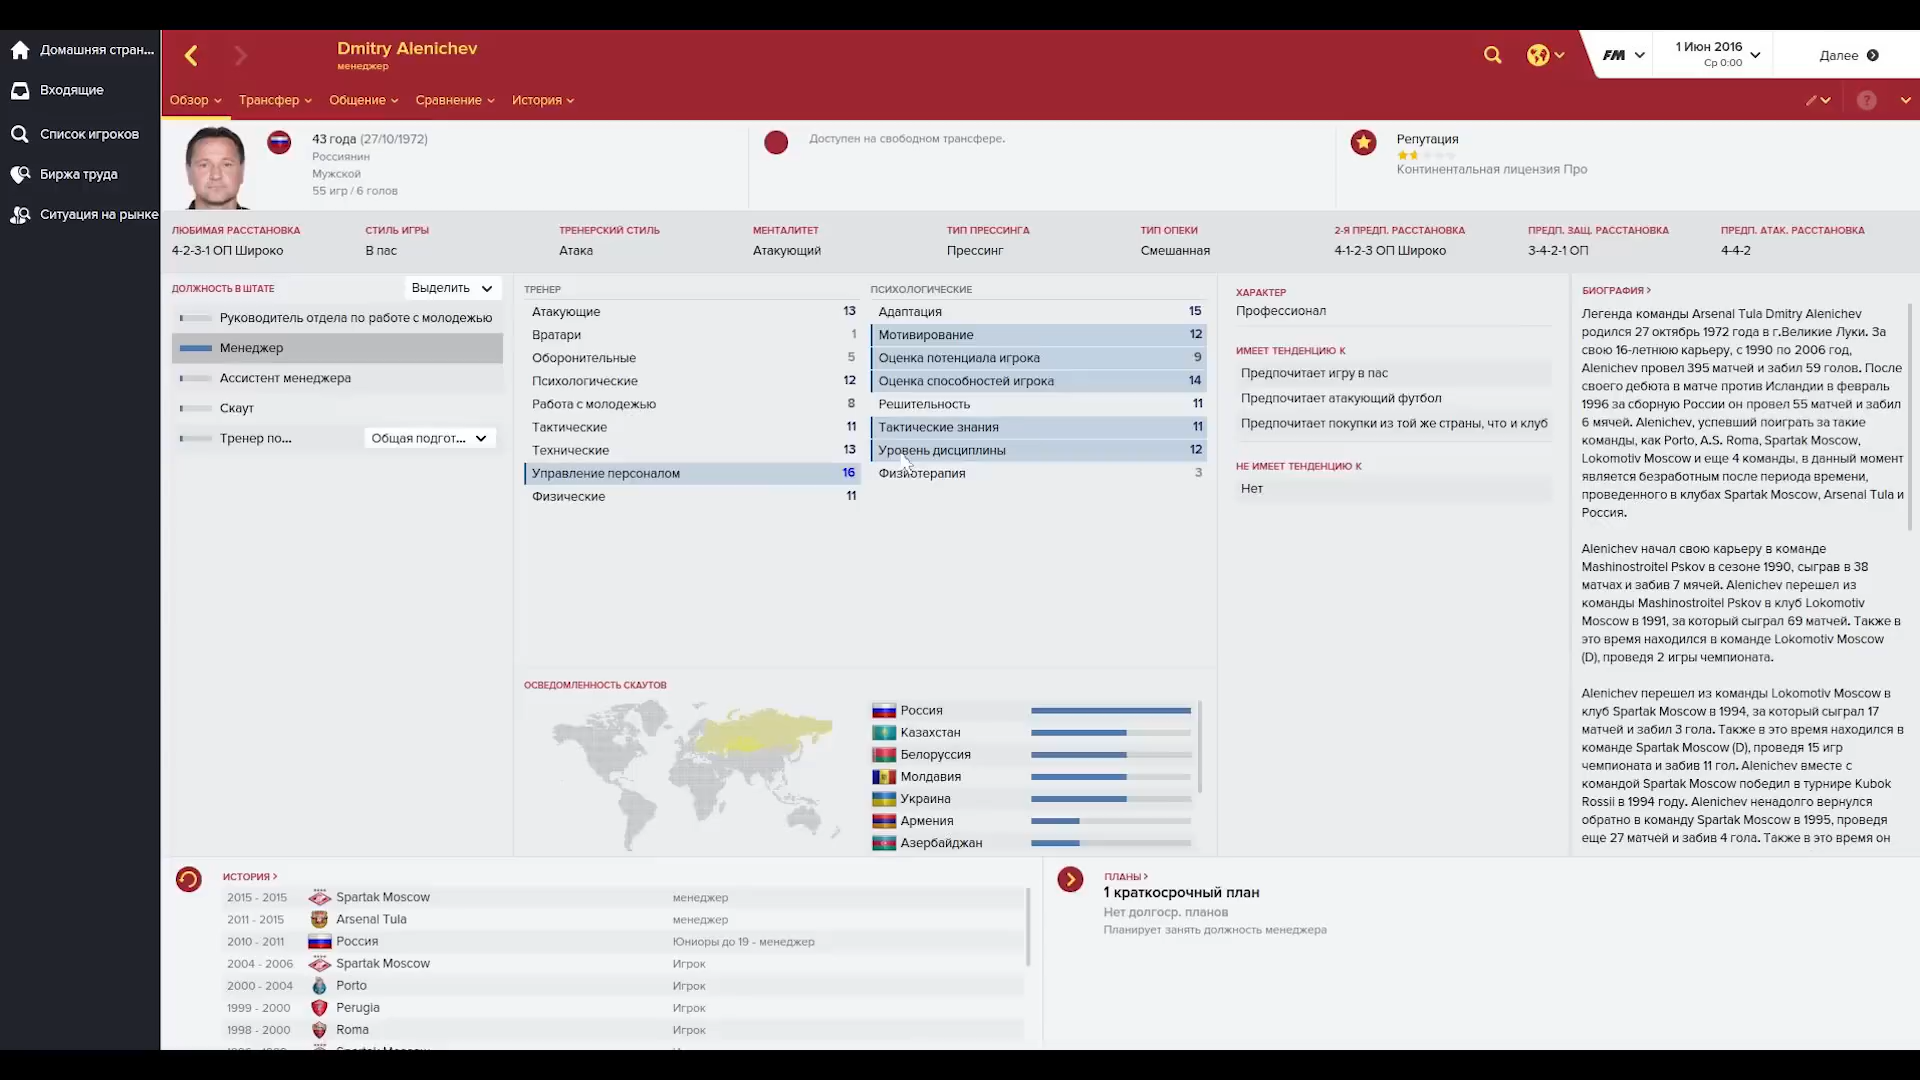 Домашняя стран...
Входящие
Список игроков
Биржа труда
Ситуация на рынке
Dmitry Alenichev
менеджер
FM
1 Июн 2016
Ср 0:00
Далее
Обзор
Трансфер
Общение
Сравнение
История
?
43 года (27/10/1972)
Россиянин
Мужской
55 игр / 6 голов
Доступен на свободном трансфере.
Репутация
Континентальная лицензия Про
ЛЮБИМАЯ РАССТАНОВКА
4-2-3-1 ОП Широко
СТИЛЬ ИГРЫ
В пас
ТРЕНЕРСКИЙ СТИЛЬ
Атака
МЕНТАЛИТЕТ
Атакующий
ТИП ПРЕССИНГА
Прессинг
ТИП ОПЕКИ
Смешанная
2-Я ПРЕДП. РАССТАНОВКА
4-1-2-3 ОП Широко
ПРЕДП. ЗАЩ. РАССТАНОВКА
3-4-2-1 ОП
ПРЕДП. АТАК. РАССТАНОВКА
4-4-2
ДОЛЖНОСТЬ В ШТАТЕ
Выделить
Руководитель отдела по работе с молодежью
Менеджер
Ассистент менеджера
Скаут
Тренер по...
Общая подгот...
ТРЕНЕР
Атакующие 13
Вратари 1
Оборонительные 5
Психологические 12
Работа с молодежью 8
Тактические 11
Технические 13
Управление персоналом 16
Физические 11
ПСИХОЛОГИЧЕСКИЕ
Адаптация 15
Мотивирование 12
Оценка потенциала игрока 9
Оценка способностей игрока 14
Решительность 11
Тактические знания 11
Уровень дисциплины 12
Физиотерапия 3
ХАРАКТЕР
Профессионал
ИМЕЕТ ТЕНДЕНЦИЮ К
Предпочитает игру в пас
Предпочитает атакующий футбол
Предпочитает покупки из той же страны, что и клуб
НЕ ИМЕЕТ ТЕНДЕНЦИЮ К
Нет
БИОГРАФИЯ >
Легенда команды Arsenal Tula Dmitry Alenichev
родился 27 октябрь 1972 года в г.Великие Луки. За
свою 16-летнюю карьеру, с 1990 по 2006 год,
Alenichev провел 395 матчей и забил 59 голов. После
своего дебюта в матче против Исландии в февраль
1996 за сборную России он провел 55 матчей и забил
6 мячей. Alenichev, успевший поиграть за такие
команды, как Porto, A.S. Roma, Spartak Moscow,
Lokomotiv Moscow и еще 4 команды, в данный момент
является безработным после периода времени,
проведенного в клубах Spartak Moscow, Arsenal Tula и
Россия.
Alenichev начал свою карьеру в команде
Mashinostroitel Pskov в сезоне 1990, сыграв в 38
матчах и забив 7 мячей. Alenichev перешел из
команды Mashinostroitel Pskov в клуб Lokomotiv
Moscow в 1991, за который сыграл 69 матчей. Также в
это время находился в команде Lokomotiv Moscow
(D), проведя 2 игры чемпионата.
Alenichev перешел из команды Lokomotiv Moscow в
клуб Spartak Moscow в 1994, за который сыграл 17
матчей и забил 3 гола. Также в это время находился в
команде Spartak Moscow (D), проведя 15 игр
чемпионата и забив 11 гол. Alenichev вместе с
командой Spartak Moscow победил в турнире Kubok
Rossii в 1994 году. Alenichev ненадолго вернулся
обратно в команду Spartak Moscow в 1995, проведя
еще 27 матчей и забив 4 гола. Также в это время он
ОСВЕДОМЛЕННОСТЬ СКАУТОВ
Россия
Казахстан
Белоруссия
Молдавия
Украина
Армения
Азербайджан
ИСТОРИЯ >
2015 - 2015 Spartak Moscow менеджер
2011 - 2015 Arsenal Tula менеджер
2010 - 2011 Россия Юниоры до 19 - менеджер
2004 - 2006 Spartak Moscow Игрок
2000 - 2004 Porto Игрок
1999 - 2000 Perugia Игрок
1998 - 2000 Roma Игрок
ПЛАНЫ >
1 краткосрочный план
Нет долгоср. планов
Планирует занять должность менеджера